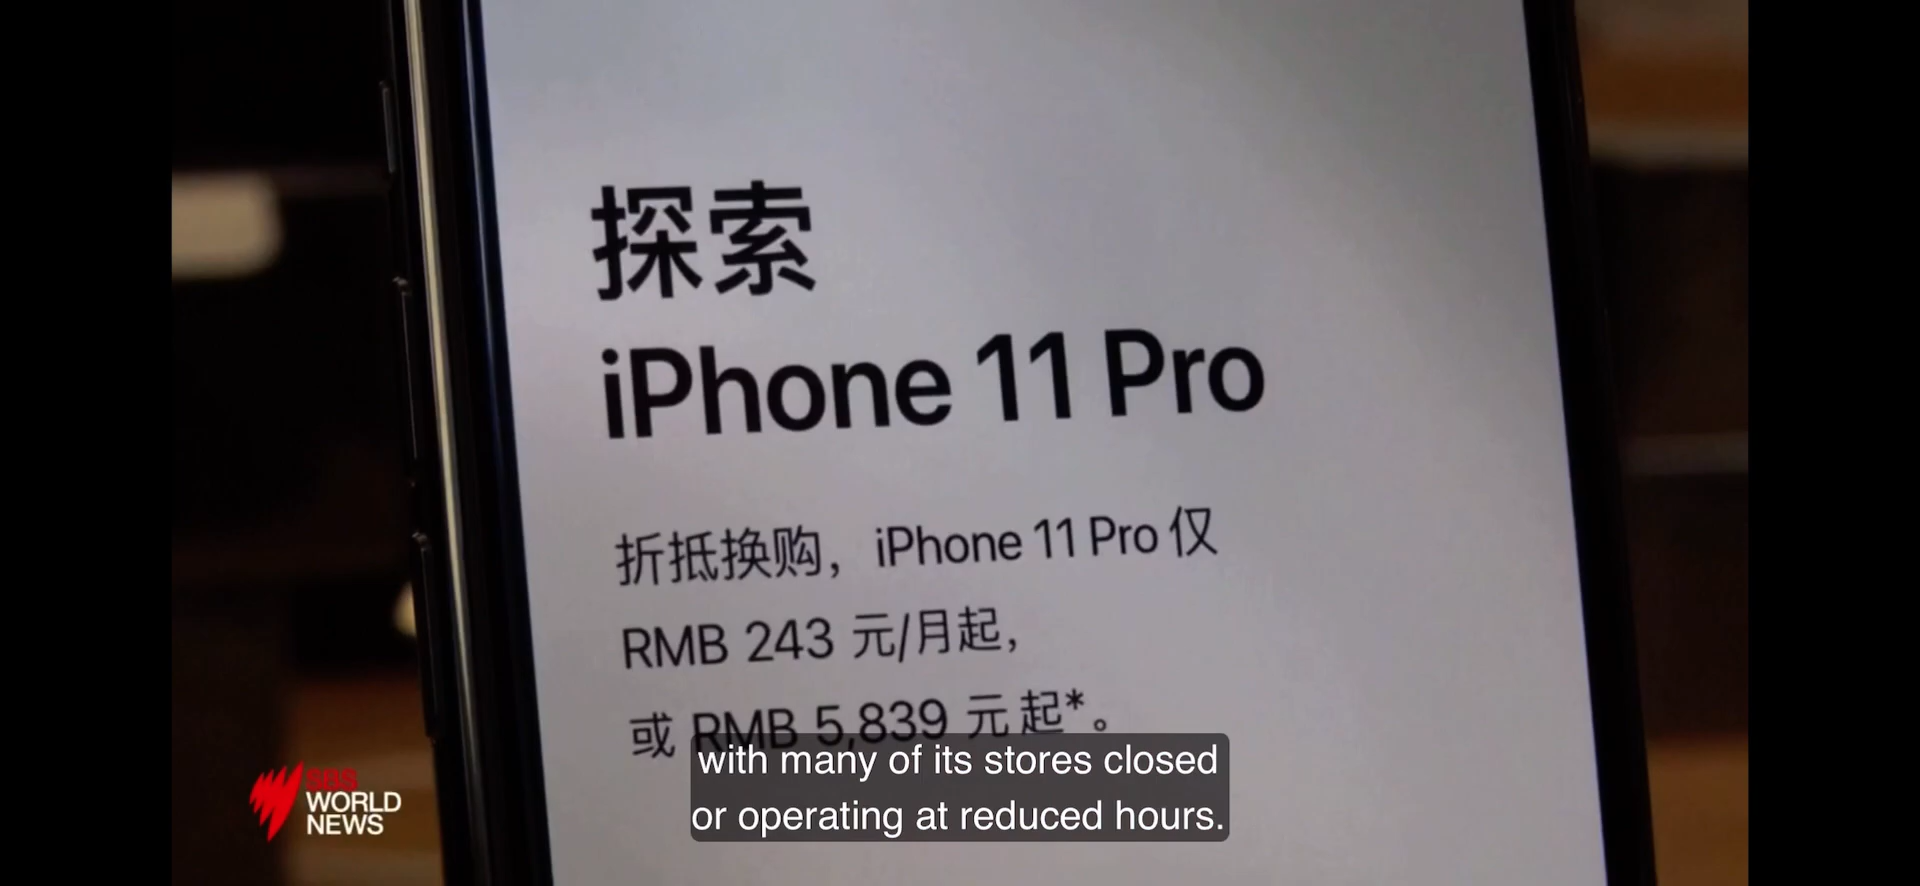 探索
iPhone 11 Pro
折抵换购，iPhone 11 Pro 仅
RMB 243 元/月起，
或 RMB 5,839 元起*。
with many of its stores closed
or operating at reduced hours.
SBS
WORLD
NEWS